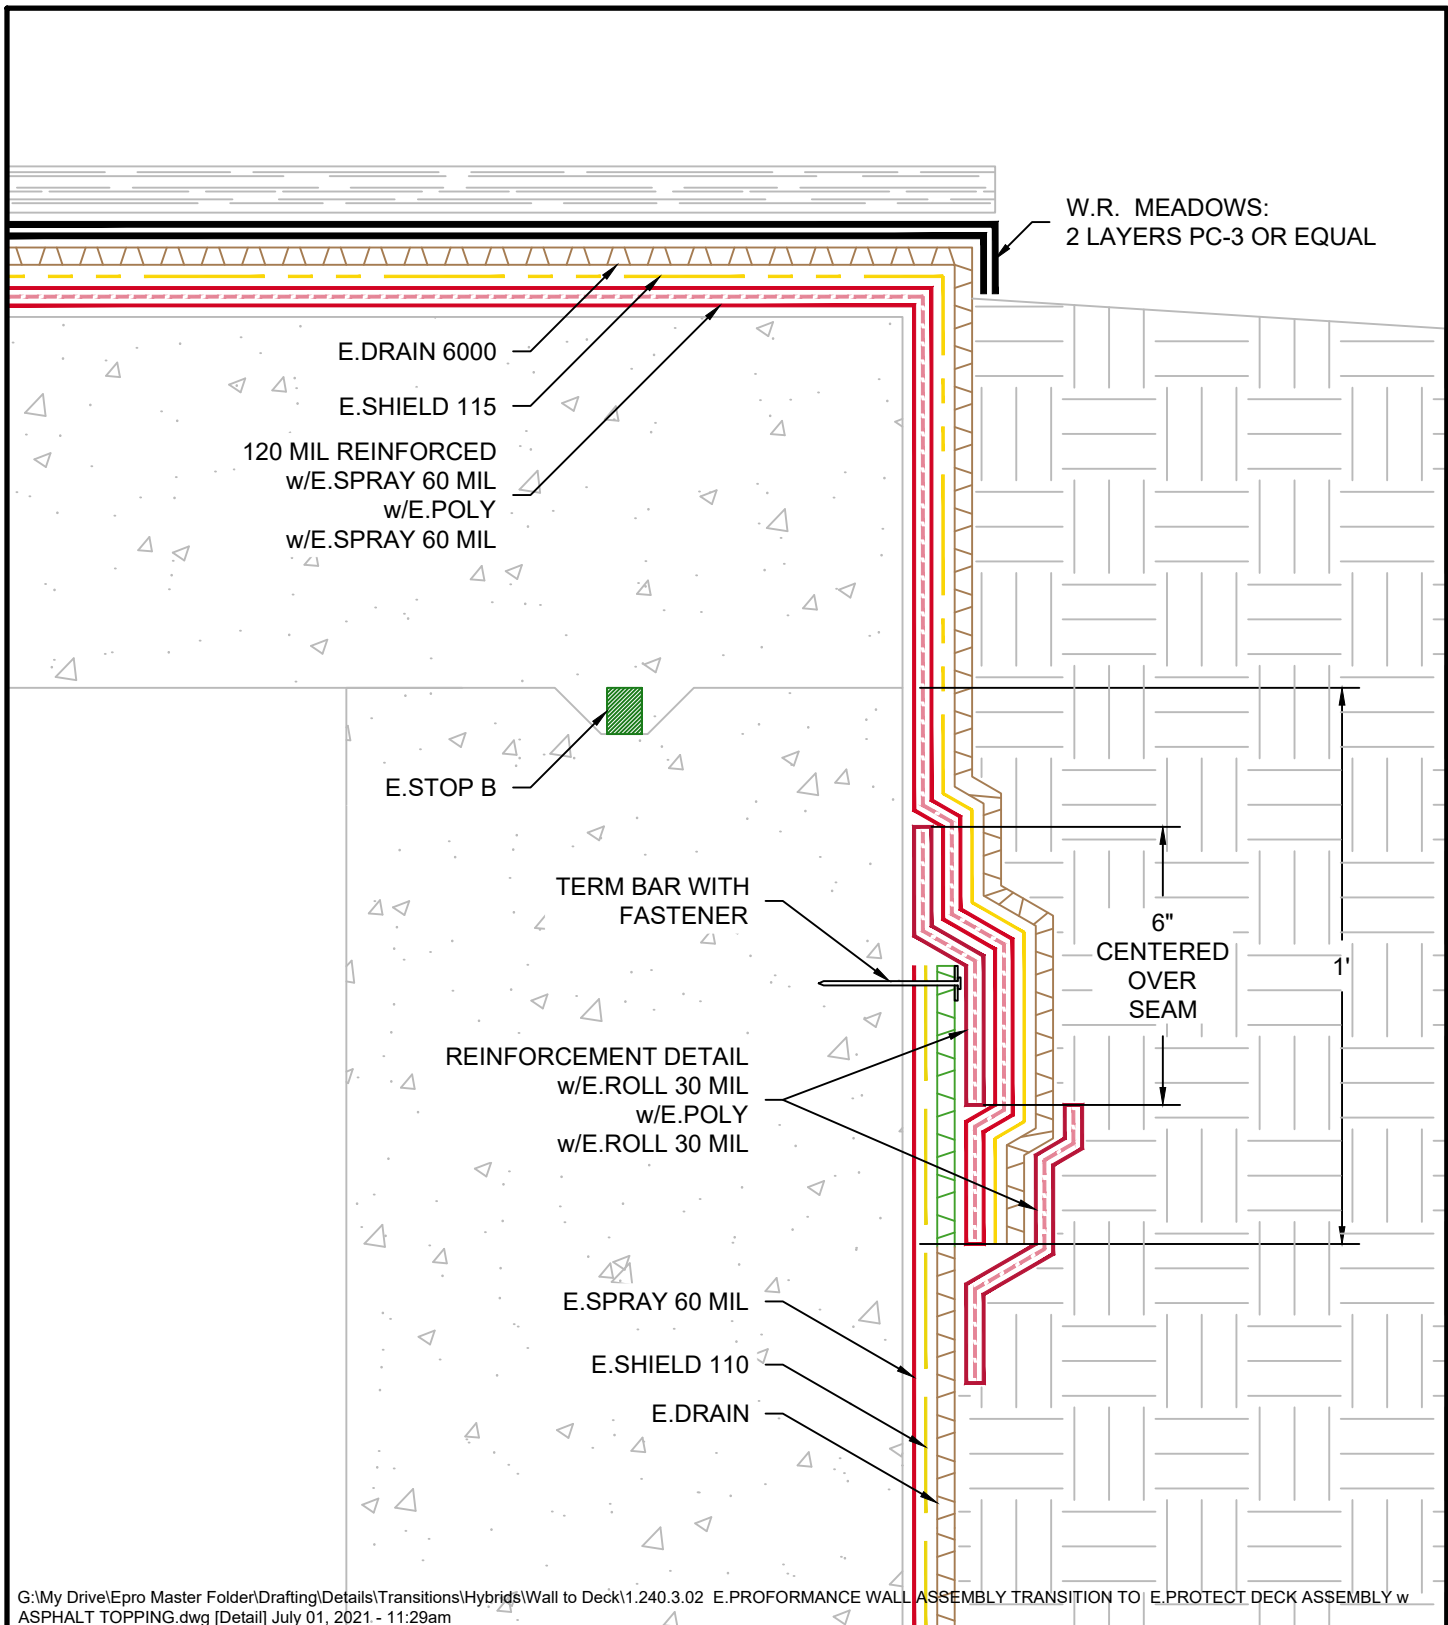 W.R. MEADOWS:
2 LAYERS PC-3 OR EQUAL
E.DRAIN 6000
E.SHIELD 115
120 MIL REINFORCED
w/E.SPRAY 60 MIL
w/E.POLY
w/E.SPRAY 60 MIL
E.STOP B
TERM BAR WITH
FASTENER
6"
CENTERED
OVER
SEAM
1'
REINFORCEMENT DETAIL
w/E.ROLL 30 MIL
w/E.POLY
w/E.ROLL 30 MIL
E.SPRAY 60 MIL
E.SHIELD 110
E.DRAIN
G:\My Drive\Epro Master Folder\Drafting\Details\Transitions\Hybrids\Wall to Deck\1.240.3.02 E.PROFORMANCE WALL ASSEMBLY TRANSITION TO E.PROTECT DECK ASSEMBLY w
ASPHALT TOPPING.dwg [Detail] July 01, 2021 - 11:29am